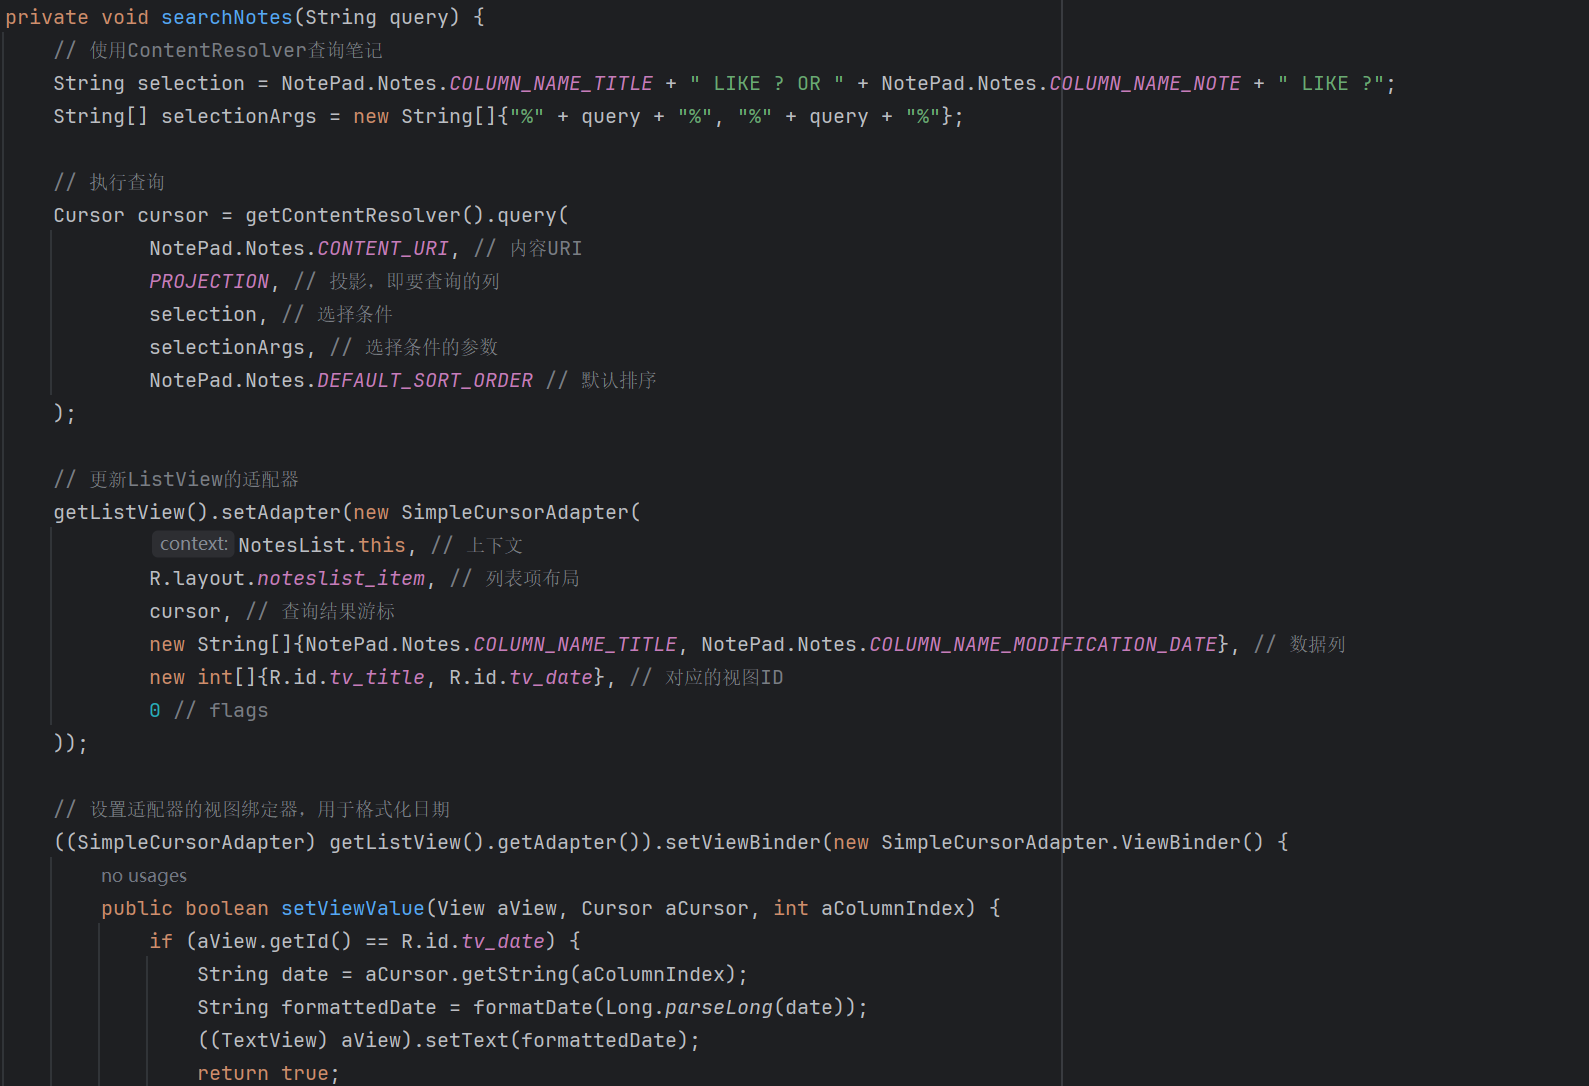 private void searchNotes(String query) {
// 使用ContentResolver查询笔记
String selection = NotePad.Notes.COLUMN_NAME_TITLE + " LIKE ? OR " + NotePad.Notes.COLUMN_NAME_NOTE + " LIKE ?";
String[] selectionArgs = new String[]{"%" + query + "%", "%" + query + "%"};
// 执行查询
Cursor cursor = getContentResolver().query(
NotePad.Notes.CONTENT_URI, // 内容URI
PROJECTION, // 投影，即要查询的列
selection, // 选择条件
selectionArgs, // 选择条件的参数
NotePad.Notes.DEFAULT_SORT_ORDER // 默认排序
);
// 更新ListView的适配器
getListView().setAdapter(new SimpleCursorAdapter(
context: NotesList.this, // 上下文
R.layout.noteslist_item, // 列表项布局
cursor, // 查询结果游标
new String[]{NotePad.Notes.COLUMN_NAME_TITLE, NotePad.Notes.COLUMN_NAME_MODIFICATION_DATE}, // 数据列
new int[]{R.id.tv_title, R.id.tv_date}, // 对应的视图ID
0 // flags
));
// 设置适配器的视图绑定器，用于格式化日期
((SimpleCursorAdapter) getListView().getAdapter()).setViewBinder(new SimpleCursorAdapter.ViewBinder() {
no usages
public boolean setViewValue(View aView, Cursor aCursor, int aColumnIndex) {
if (aView.getId() == R.id.tv_date) {
String date = aCursor.getString(aColumnIndex);
String formattedDate = formatDate(Long.parseLong(date));
((TextView) aView).setText(formattedDate);
return true;